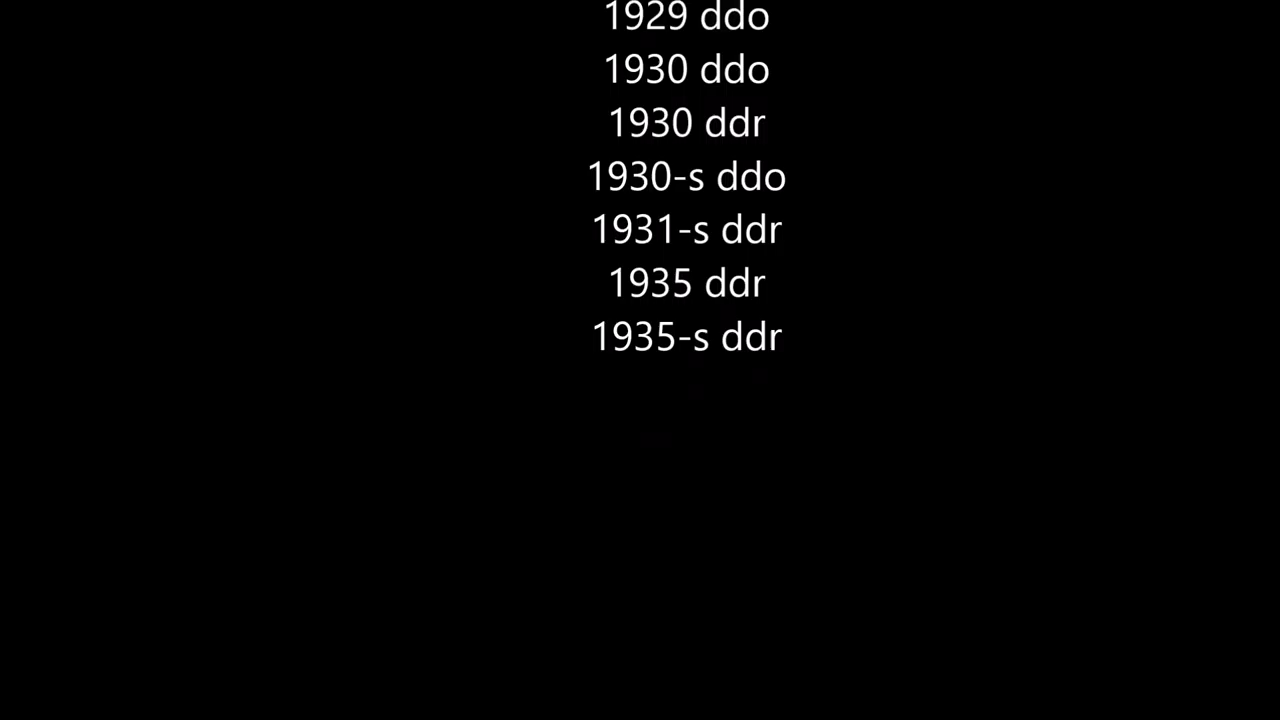 1929 ddo
1930 ddo
1930 ddr
1930-s ddo
1931-s ddr
1935 ddr
1935-s ddr